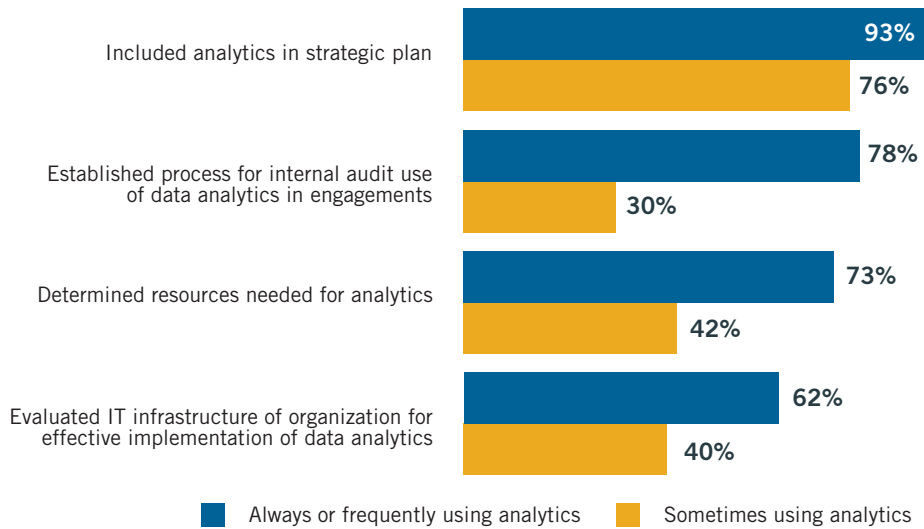 Included analytics in strategic plan
93%
76%
Established process for internal audit use
of data analytics in engagements
78%
30%
Determined resources needed for analytics
73%
42%
Evaluated IT infrastructure of organization for
effective implementation of data analytics
62%
40%
Always or frequently using analytics
Sometimes using analytics